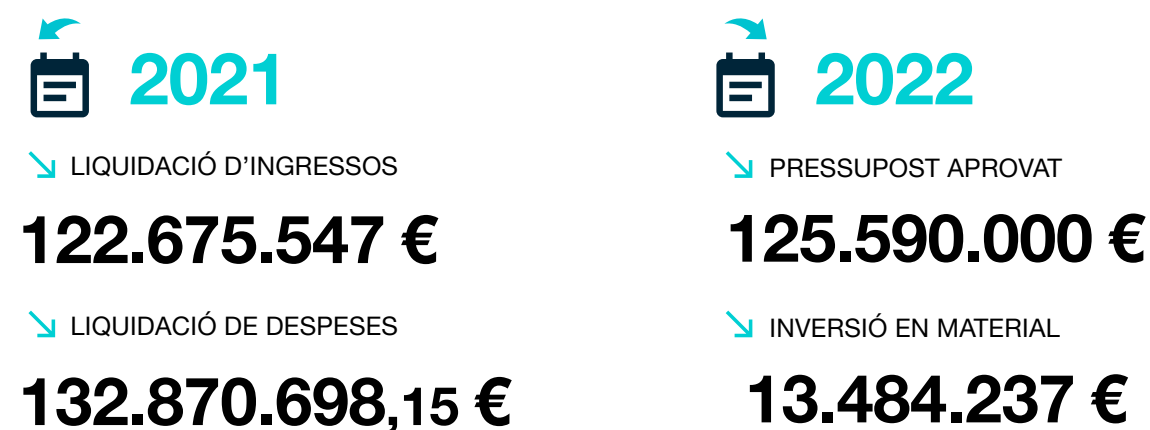 2021
LIQUIDACIÓ D’INGRESSOS
122.675.547 €
LIQUIDACIÓ DE DESPESES
132.870.698,15 €
2022
PRESSUPOST APROVAT
125.590.000 €
INVERSIÓ EN MATERIAL
13.484.237 €